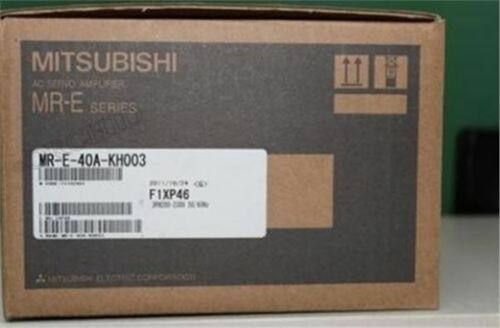 MITSUBISHI
AC SERVO AMPLIFIER
MR-E SERIES
MR-E-40A-KH003
F1XP46
MITSUBISHI ELECTRIC CORPORATION